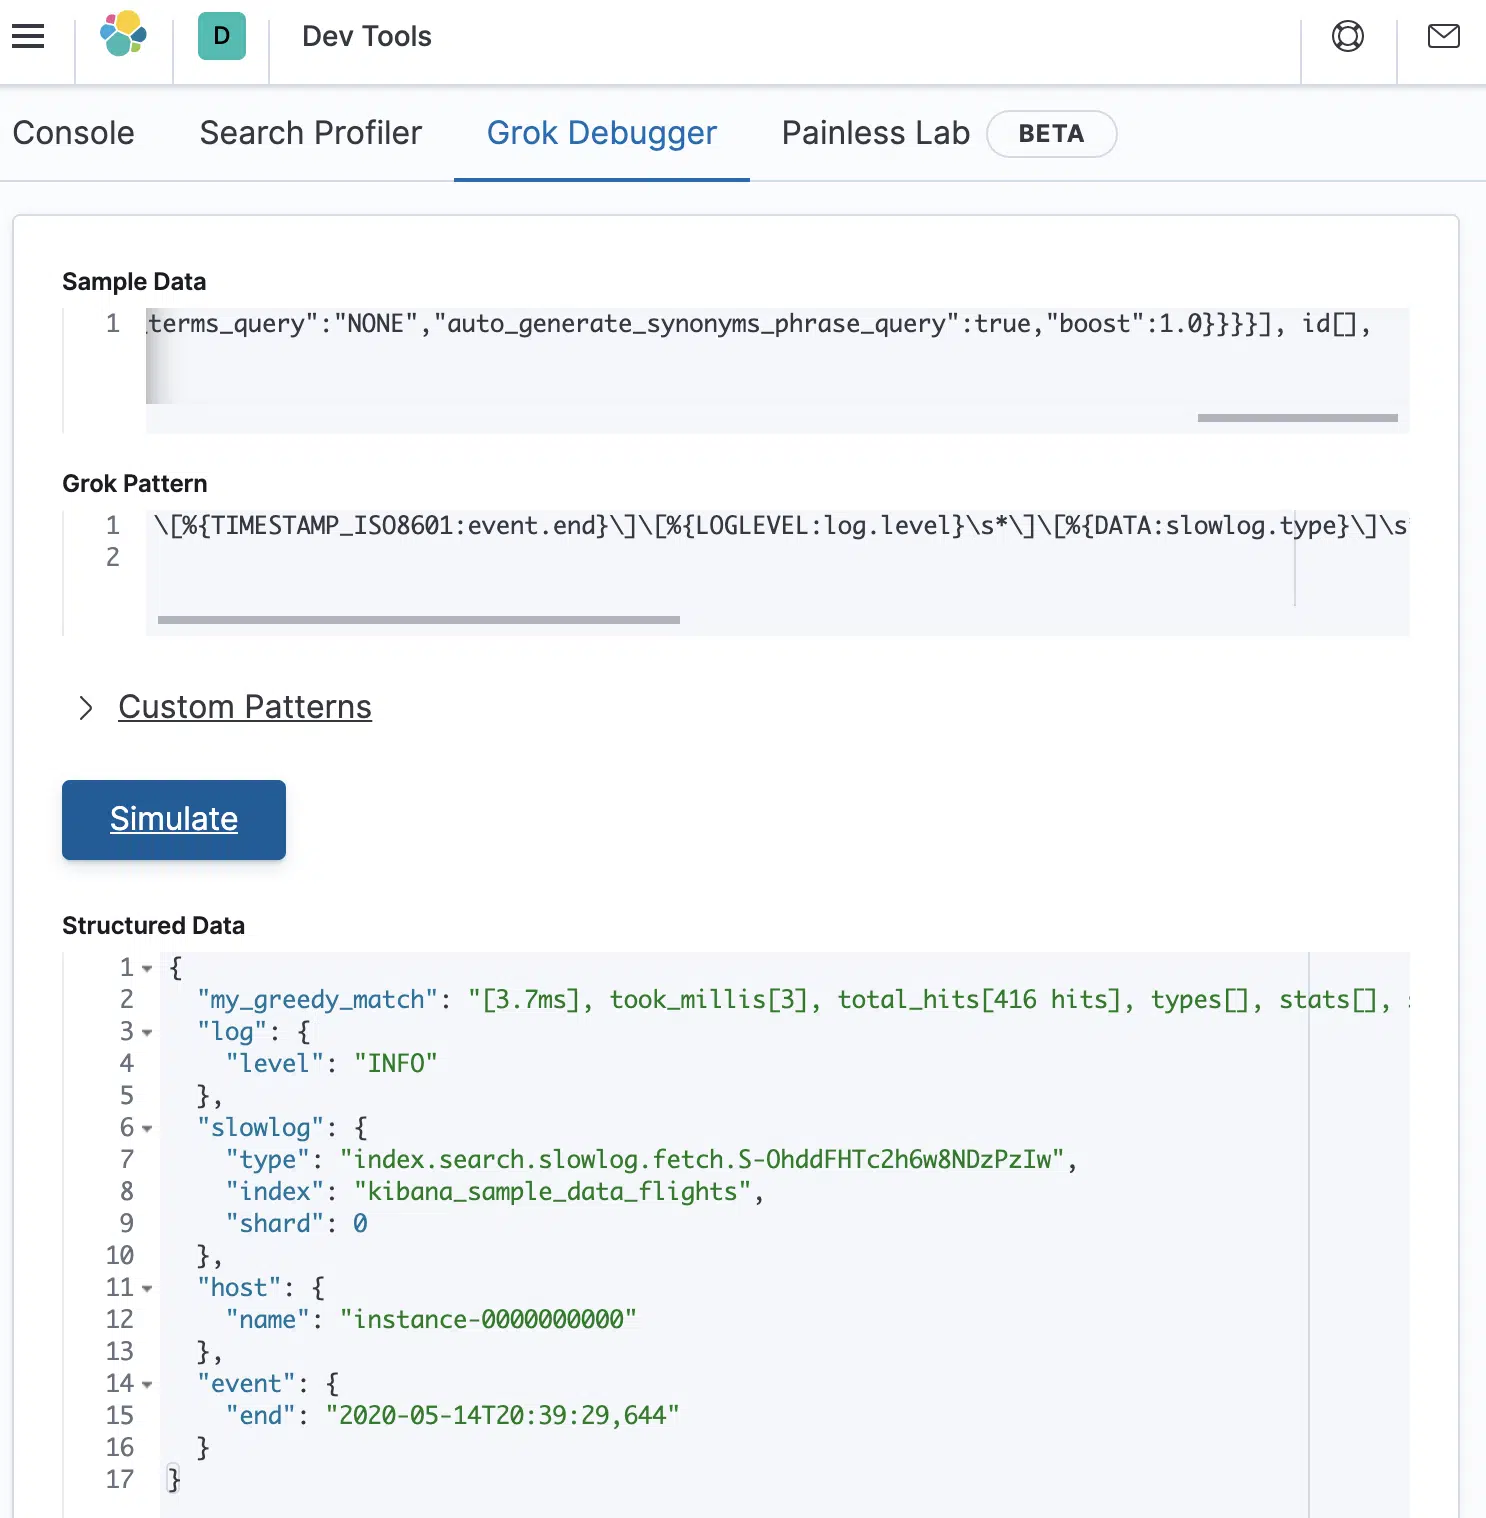 D Dev Tools
Console Search Profiler Grok Debugger Painless Lab BETA
Sample Data
1 _terms_query":"NONE","auto_generate_synonyms_phrase_query":true,"boost":1.0}}}}], id[],
Grok Pattern
1 \[%{TIMESTAMP_ISO8601:event.end}\]\[%{LOGLEVEL:log.level}\s*\]\[%{DATA:slowlog.type}\]\s
2
Custom Patterns
Simulate
Structured Data
1 {
2 "my_greedy_match": "[3.7ms], took_millis[3], total_hits[416 hits], types[], stats[],
3 "log": {
4 "level": "INFO"
5 },
6 "slowlog": {
7 "type": "index.search.slowlog.fetch.S-OhddFHTc2h6w8NDzPzIw",
8 "index": "kibana_sample_data_flights",
9 "shard": 0
10 },
11 "host": {
12 "name": "instance-0000000000"
13 },
14 "event": {
15 "end": "2020-05-14T20:39:29,644"
16 }
17 }